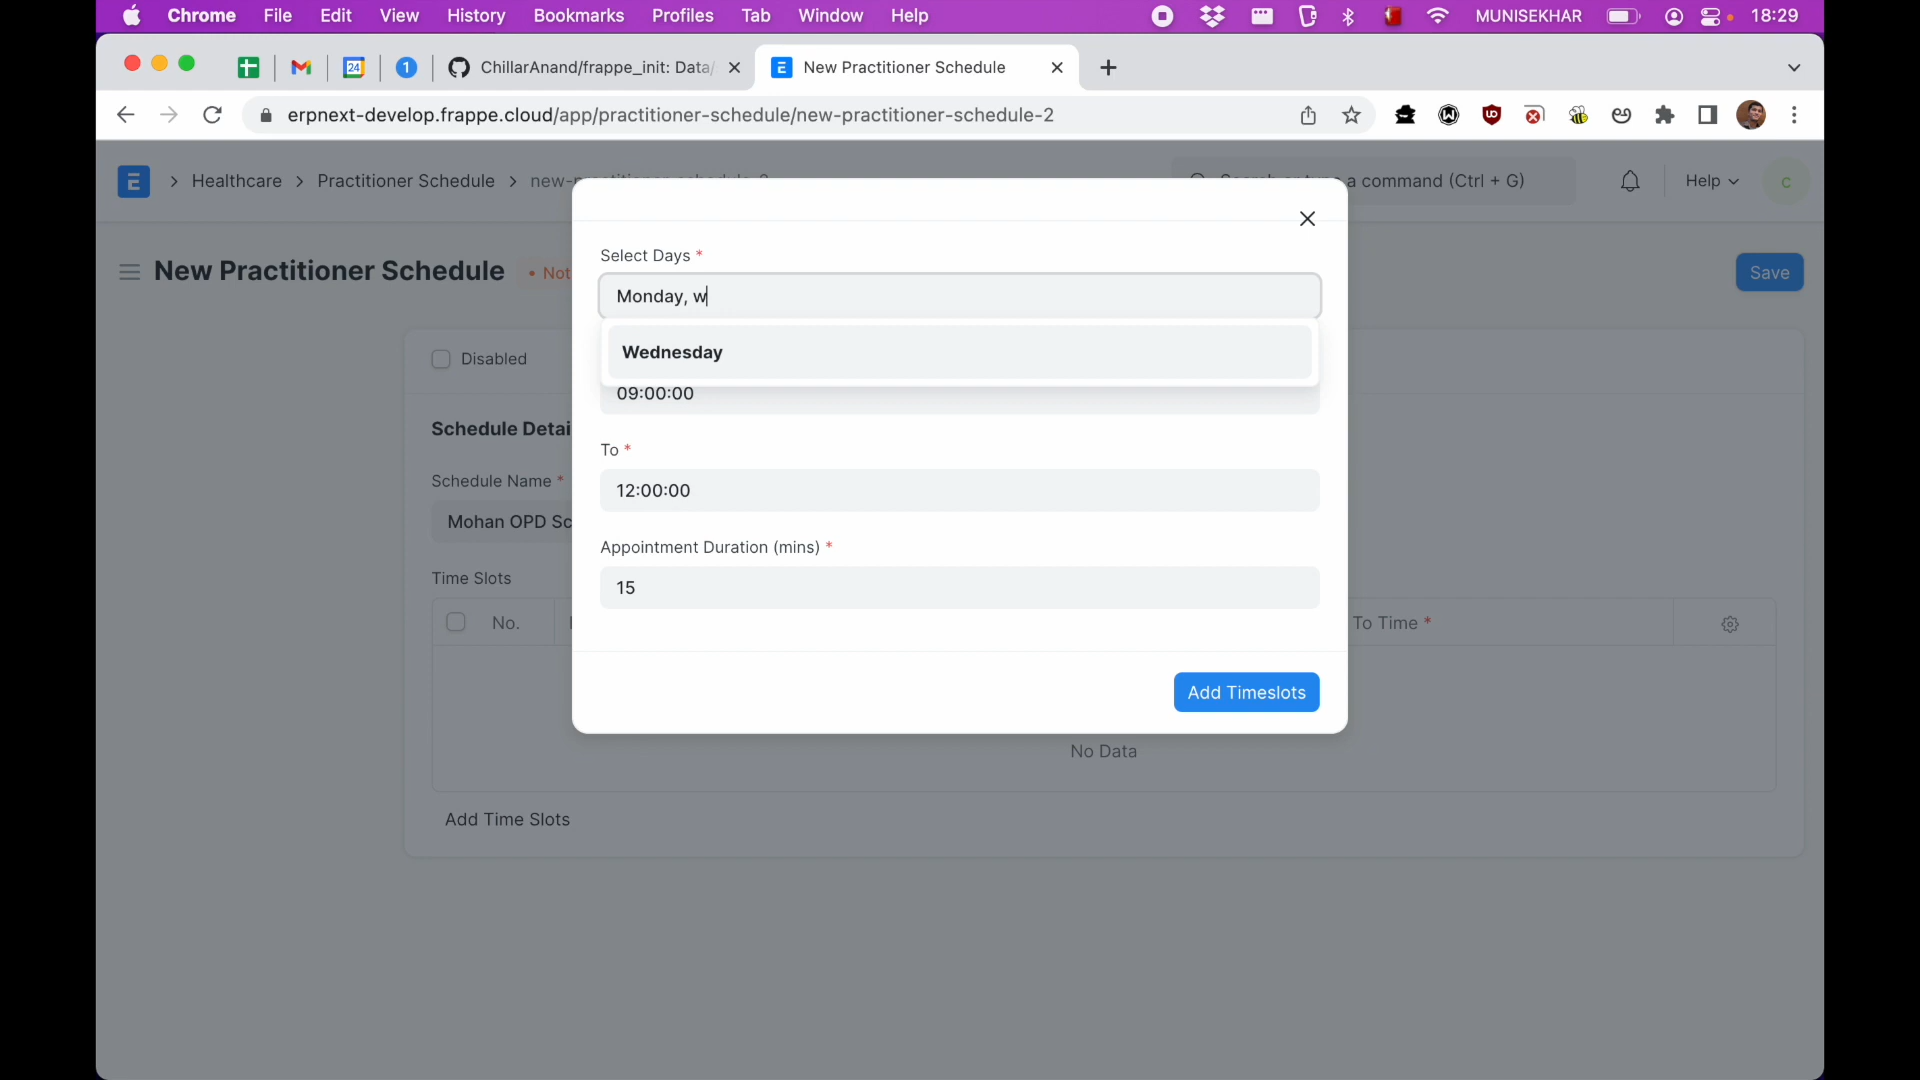 Chrome File Edit View History Bookmarks Profiles Tab Window Help MUNISEKHAR 18:29
24 1 ChillarAnand/frappe_init: Data/ New Practitioner Schedule
erpnext-develop.frappe.cloud/app/practitioner-schedule/new-practitioner-schedule-2
E > Healthcare > Practitioner Schedule > new-practitioner-schedule-2 Search or type a command (Ctrl + G) Help C
New Practitioner Schedule • Not Save
Select Days *
Monday, w
Wednesday
Disabled
09:00:00
Schedule Detai
To *
Schedule Name *
12:00:00
Mohan OPD Sc
Appointment Duration (mins) *
Time Slots
15
No. To Time *
Add Timeslots
No Data
Add Time Slots